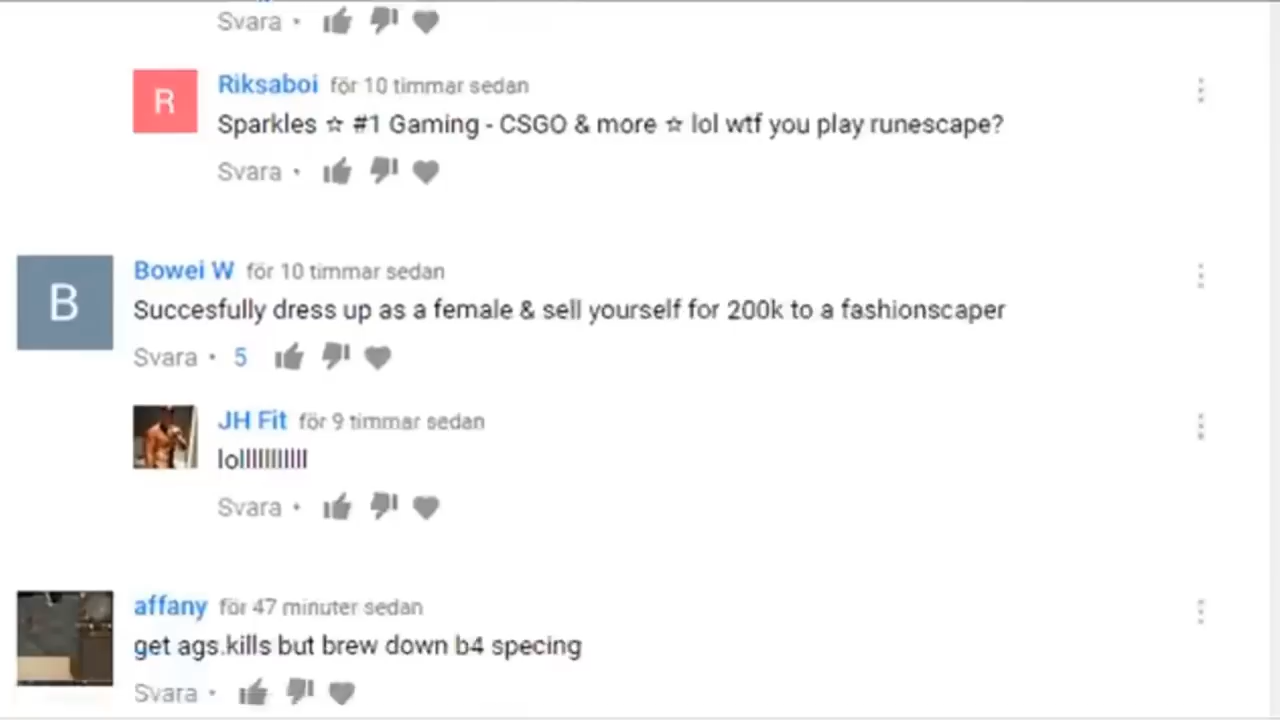 Svara •
R
Riksaboi för 10 timmar sedan
Sparkles ☆ #1 Gaming - CSGO & more ☆ lol wtf you play runescape?
Svara •
B
Bowei W för 10 timmar sedan
Succesfully dress up as a female & sell yourself for 200k to a fashionscaper
Svara • 5
JH Fit för 9 timmar sedan
lolllllllllll
Svara •
affany för 47 minuter sedan
get ags.kills but brew down b4 specing
Svara •